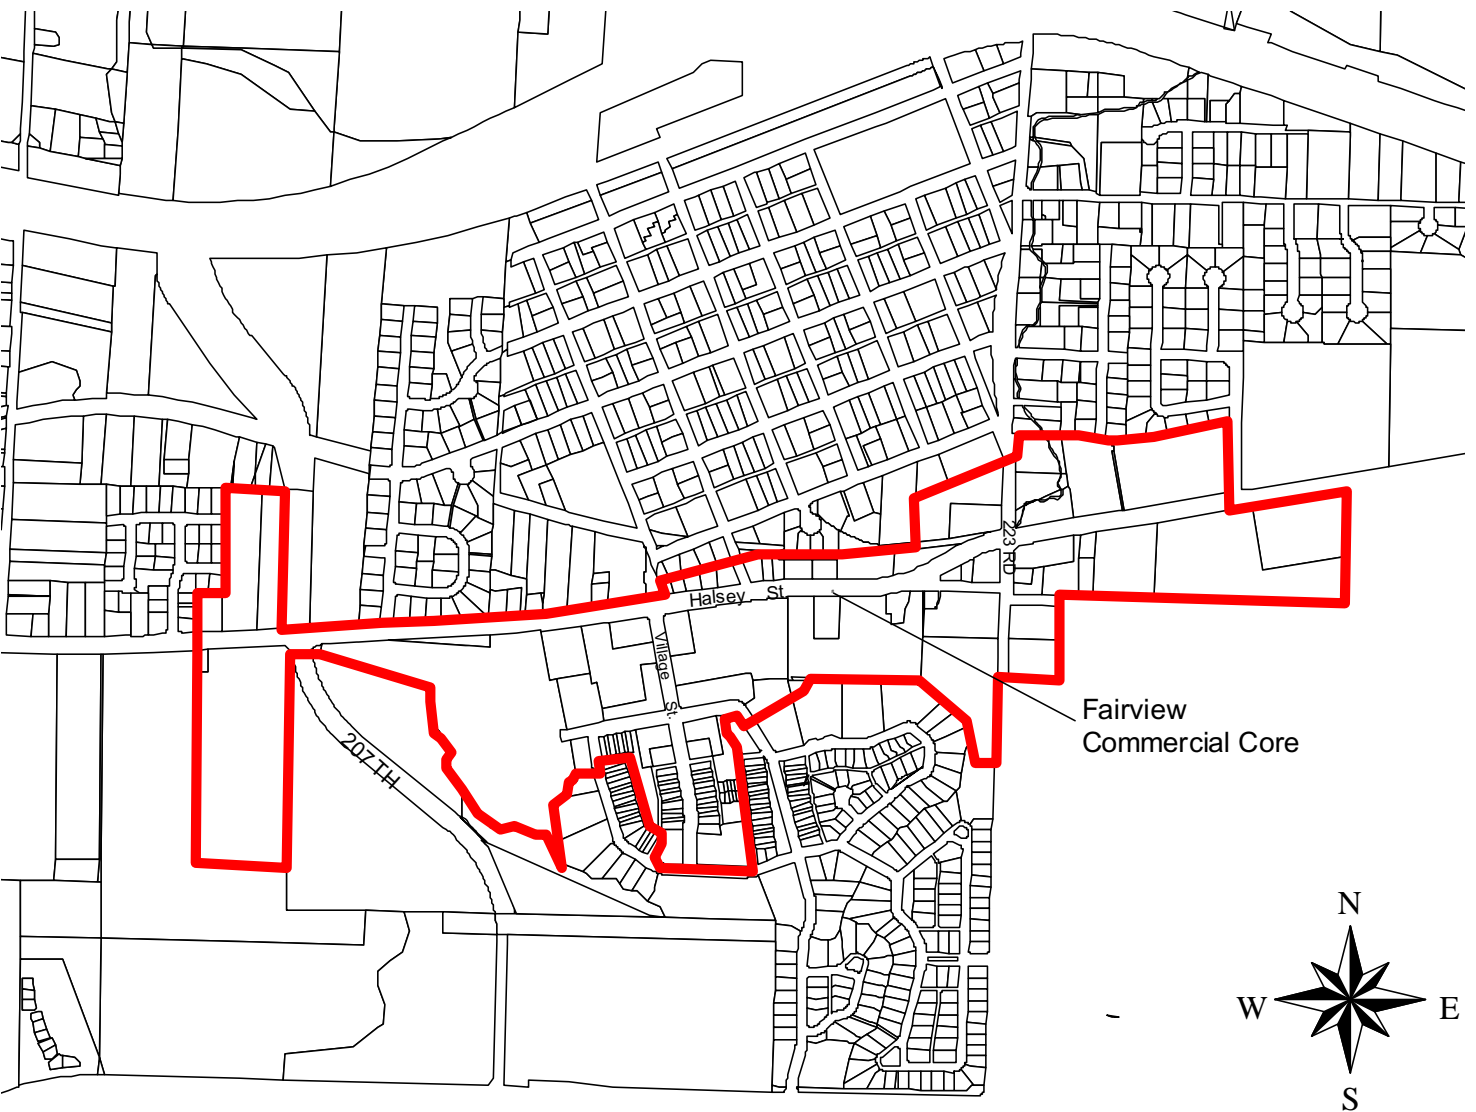 223 RD
Halsey St
Village St.
Fairview
Commercial Core
207TH
N
W E
S